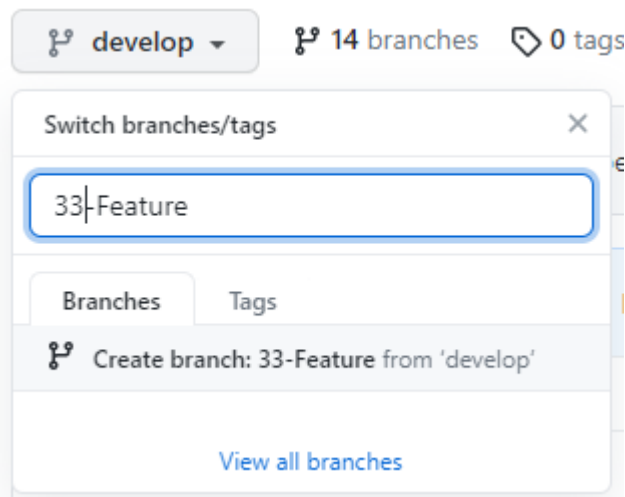 develop 14 branches 0 tags
Switch branches/tags
33-Feature
Branches Tags
Create branch: 33-Feature from 'develop'
View all branches